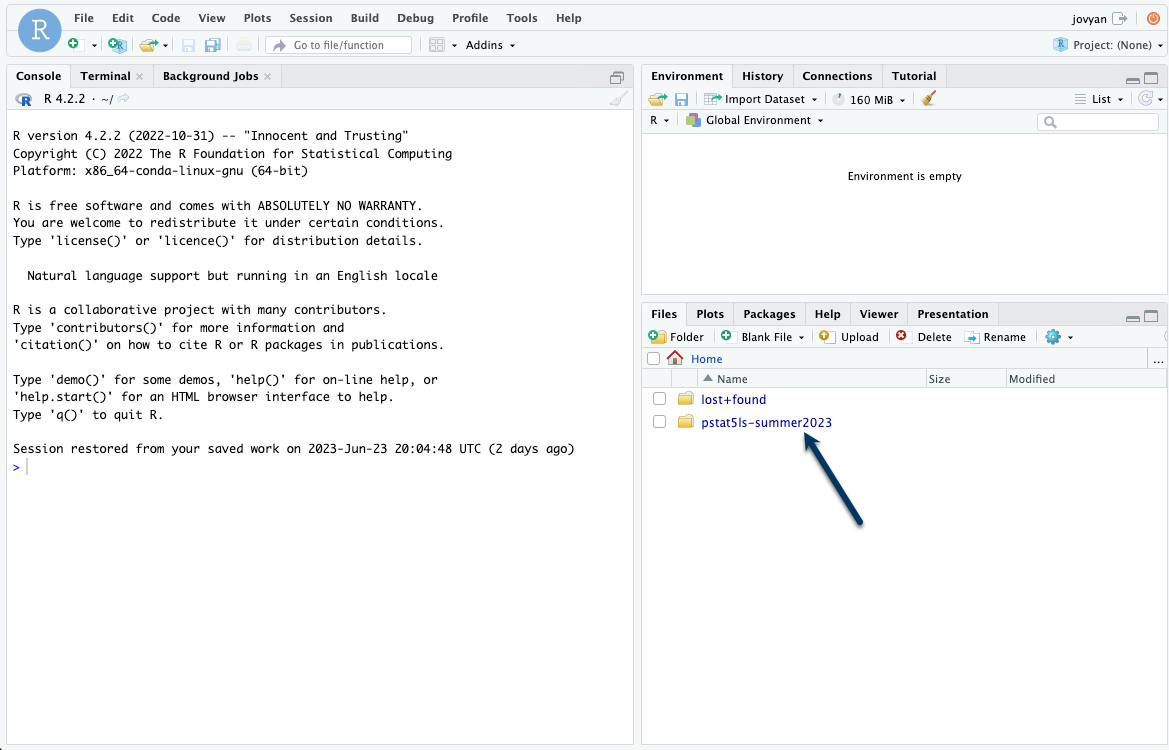 R
File Edit Code View Plots Session Build Debug Profile Tools Help
jovyan
R
Go to file/function
Addins
R Project: (None)
Console Terminal Background Jobs
R R 4.2.2 · ~/
R version 4.2.2 (2022-10-31) -- "Innocent and Trusting"
Copyright (C) 2022 The R Foundation for Statistical Computing
Platform: x86_64-conda-linux-gnu (64-bit)
R is free software and comes with ABSOLUTELY NO WARRANTY.
You are welcome to redistribute it under certain conditions.
Type 'license()' or 'licence()' for distribution details.
Natural language support but running in an English locale
R is a collaborative project with many contributors.
Type 'contributors()' for more information and
'citation()' on how to cite R or R packages in publications.
Type 'demo()' for some demos, 'help()' for on-line help, or
'help.start()' for an HTML browser interface to help.
Type 'q()' to quit R.
Session restored from your saved work on 2023-Jun-23 20:04:48 UTC (2 days ago)
>
Environment History Connections Tutorial
Import Dataset 160 MiB List
R Global Environment
Environment is empty
Files Plots Packages Help Viewer Presentation
Folder Blank File Upload Delete Rename
Home ...
Name Size Modified
lost+found
pstat5ls-summer2023